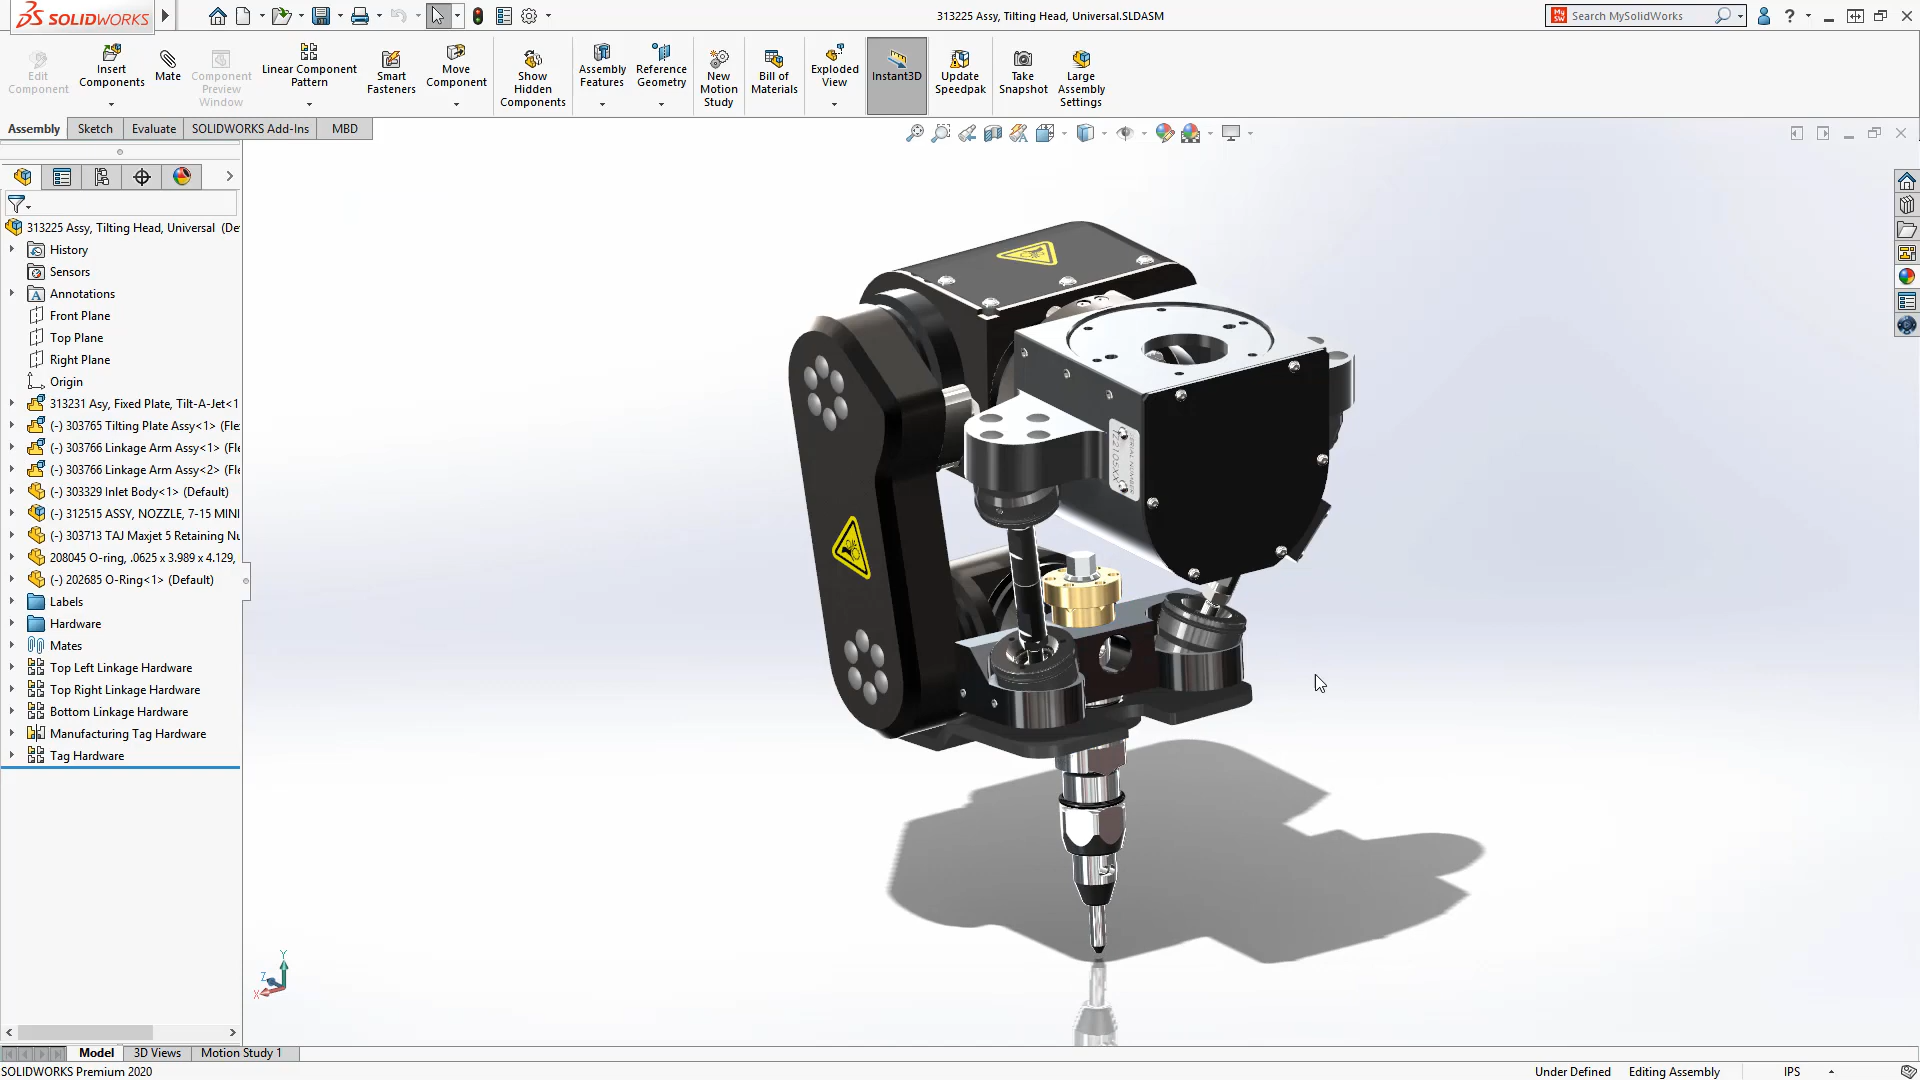 SOLIDWORKS
313225 Assy, Tilting Head, Universal.SLDASM
Search MySolidWorks
Edit Component
Insert Components
Mate
Component Preview Window
Linear Component Pattern
Smart Fasteners
Move Component
Show Hidden Components
Assembly Features
Reference Geometry
New Motion Study
Bill of Materials
Exploded View
Instant3D
Update Speedpak
Take Snapshot
Large Assembly Settings
Assembly
Sketch
Evaluate
SOLIDWORKS Add-Ins
MBD
313225 Assy, Tilting Head, Universal (De
History
Sensors
Annotations
Front Plane
Top Plane
Right Plane
Origin
313231 Asy, Fixed Plate, Tilt-A-Jet<1
(-) 303765 Tilting Plate Assy<1> (Fle
(-) 303766 Linkage Arm Assy<1> (Fle
(-) 303766 Linkage Arm Assy<2> (Fle
(-) 303329 Inlet Body<1> (Default)
(-) 312515 ASSY, NOZZLE, 7-15 MINI
(-) 303713 TAJ Maxjet 5 Retaining Nu
208045 O-ring, .0625 x 3.989 x 4.129,
(-) 202685 O-Ring<1> (Default)
Labels
Hardware
Mates
Top Left Linkage Hardware
Top Right Linkage Hardware
Bottom Linkage Hardware
Manufacturing Tag Hardware
Tag Hardware
SERIAL NUMBER
Y
Z
X
Model
3D Views
Motion Study 1
SOLIDWORKS Premium 2020
Under Defined
Editing Assembly
IPS